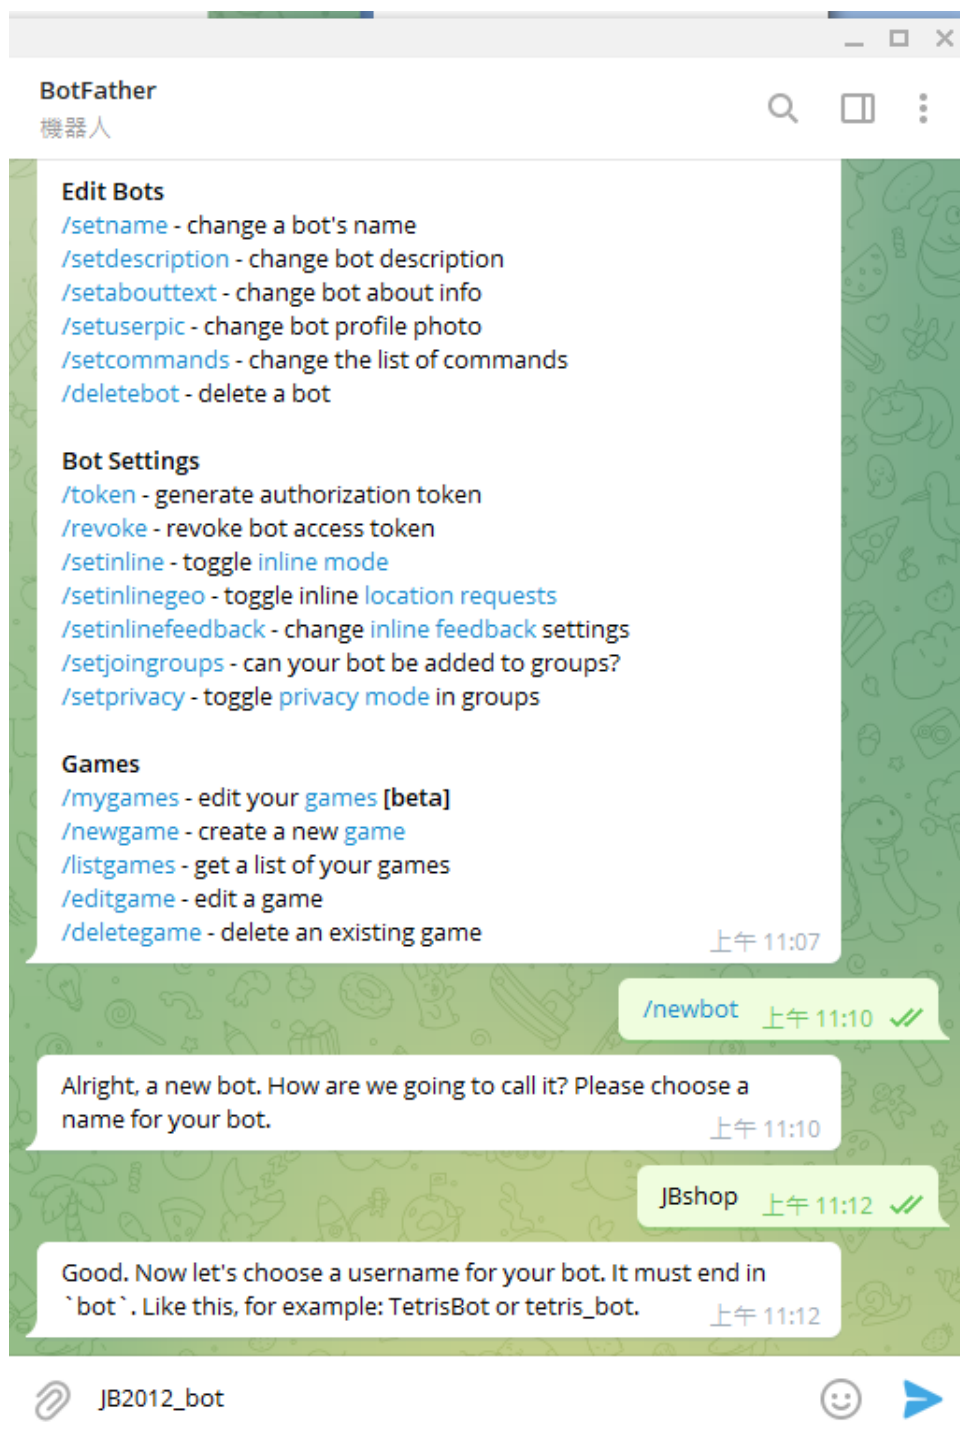 BotFather
機器人
Edit Bots
/setname - change a bot's name
/setdescription - change bot description
/setabouttext - change bot about info
/setuserpic - change bot profile photo
/setcommands - change the list of commands
/deletebot - delete a bot
Bot Settings
/token - generate authorization token
/revoke - revoke bot access token
/setinline - toggle inline mode
/setinlinegeo - toggle inline location requests
/setinlinefeedback - change inline feedback settings
/setjoingroups - can your bot be added to groups?
/setprivacy - toggle privacy mode in groups
Games
/mygames - edit your games [beta]
/newgame - create a new game
/listgames - get a list of your games
/editgame - edit a game
/deletegame - delete an existing game
上午 11:07
/newbot 上午 11:10
Alright, a new bot. How are we going to call it? Please choose a
name for your bot.
上午 11:10
JBshop 上午 11:12
Good. Now let's choose a username for your bot. It must end in
`bot`. Like this, for example: TetrisBot or tetris_bot.
上午 11:12
JB2012_bot